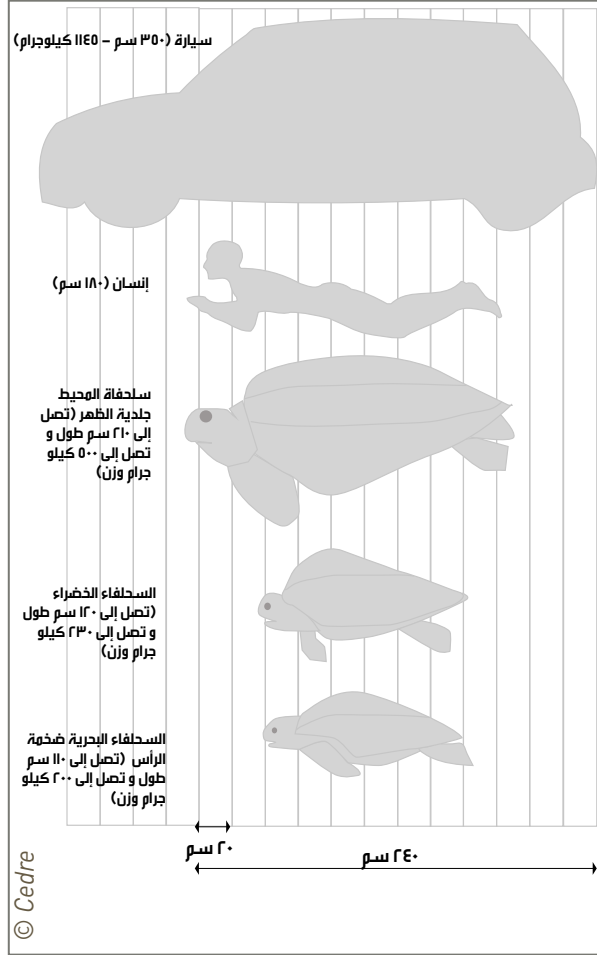 سيارة (٣٥٠ سم – ١١٤٥ كيلوجرام)
إنسان (١٨٠ سم)
سلحفاة المحيط
جلدية الظهر (تصل
إلى ٢١٠ سم طول و
تصل إلى ٥٠٠ كيلو
جرام وزن)
السحلفاء الخضراء
(تصل إلى ١٢٠ سم طول
و تصل إلى ٢٣٠ كيلو
جرام وزن)
السحلفاء البحرية ضخمة
الرأس (تصل إلى ١١٠ سم
طول و تصل إلى ٢٠٠ كيلو
جرام وزن)
٢٠ سم
٢٤٠ سم
© Cedre